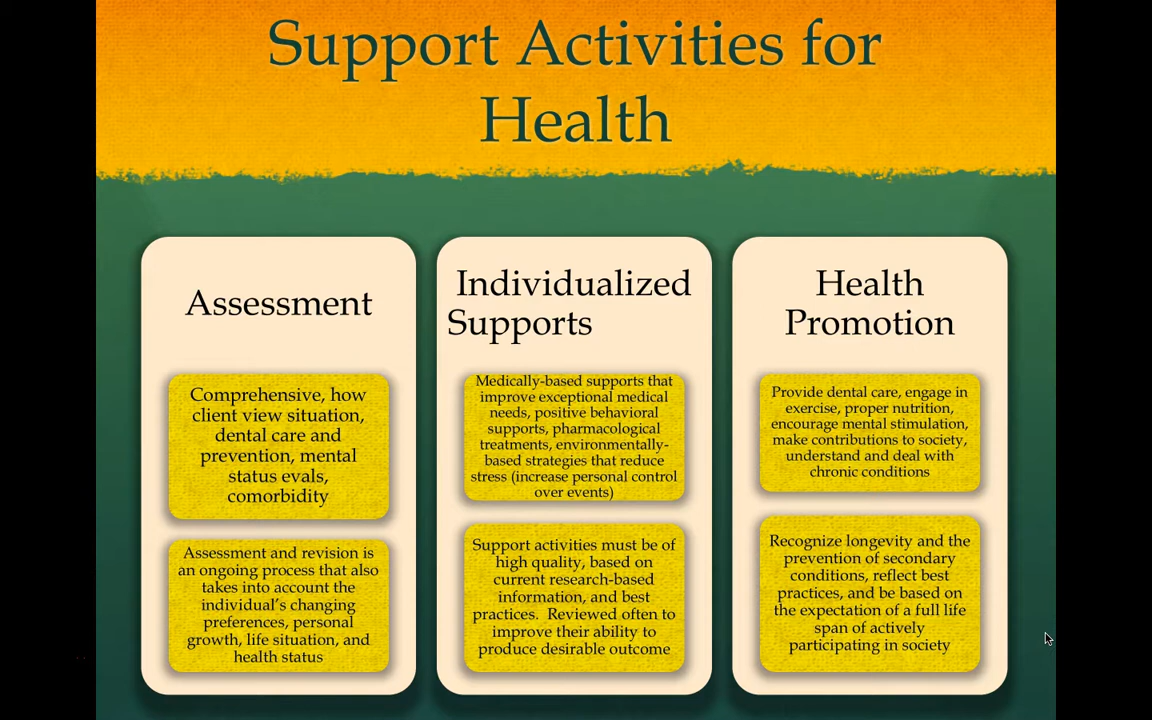 Support Activities for
Health
Assessment
Comprehensive, how
client view situation,
dental care and
prevention, mental
status evals,
comorbidity
Assessment and revision is
an ongoing process that also
takes into account the
individual’s changing
preferences, personal
growth, life situation, and
health status
Individualized
Supports
Medically-based supports that
improve exceptional medical
needs, positive behavioral
supports, pharmacological
treatments, environmentally-
based strategies that reduce
stress (increase personal control
over events)
Support activities must be of
high quality, based on
current research-based
information, and best
practices.  Reviewed often to
improve their ability to
produce desirable outcome
Health
Promotion
Provide dental care, engage in
exercise, proper nutrition,
encourage mental stimulation,
make contributions to society,
understand and deal with
chronic conditions
Recognize longevity and the
prevention of secondary
conditions, reflect best
practices, and be based on
the expectation of a full life
span of actively
participating in society